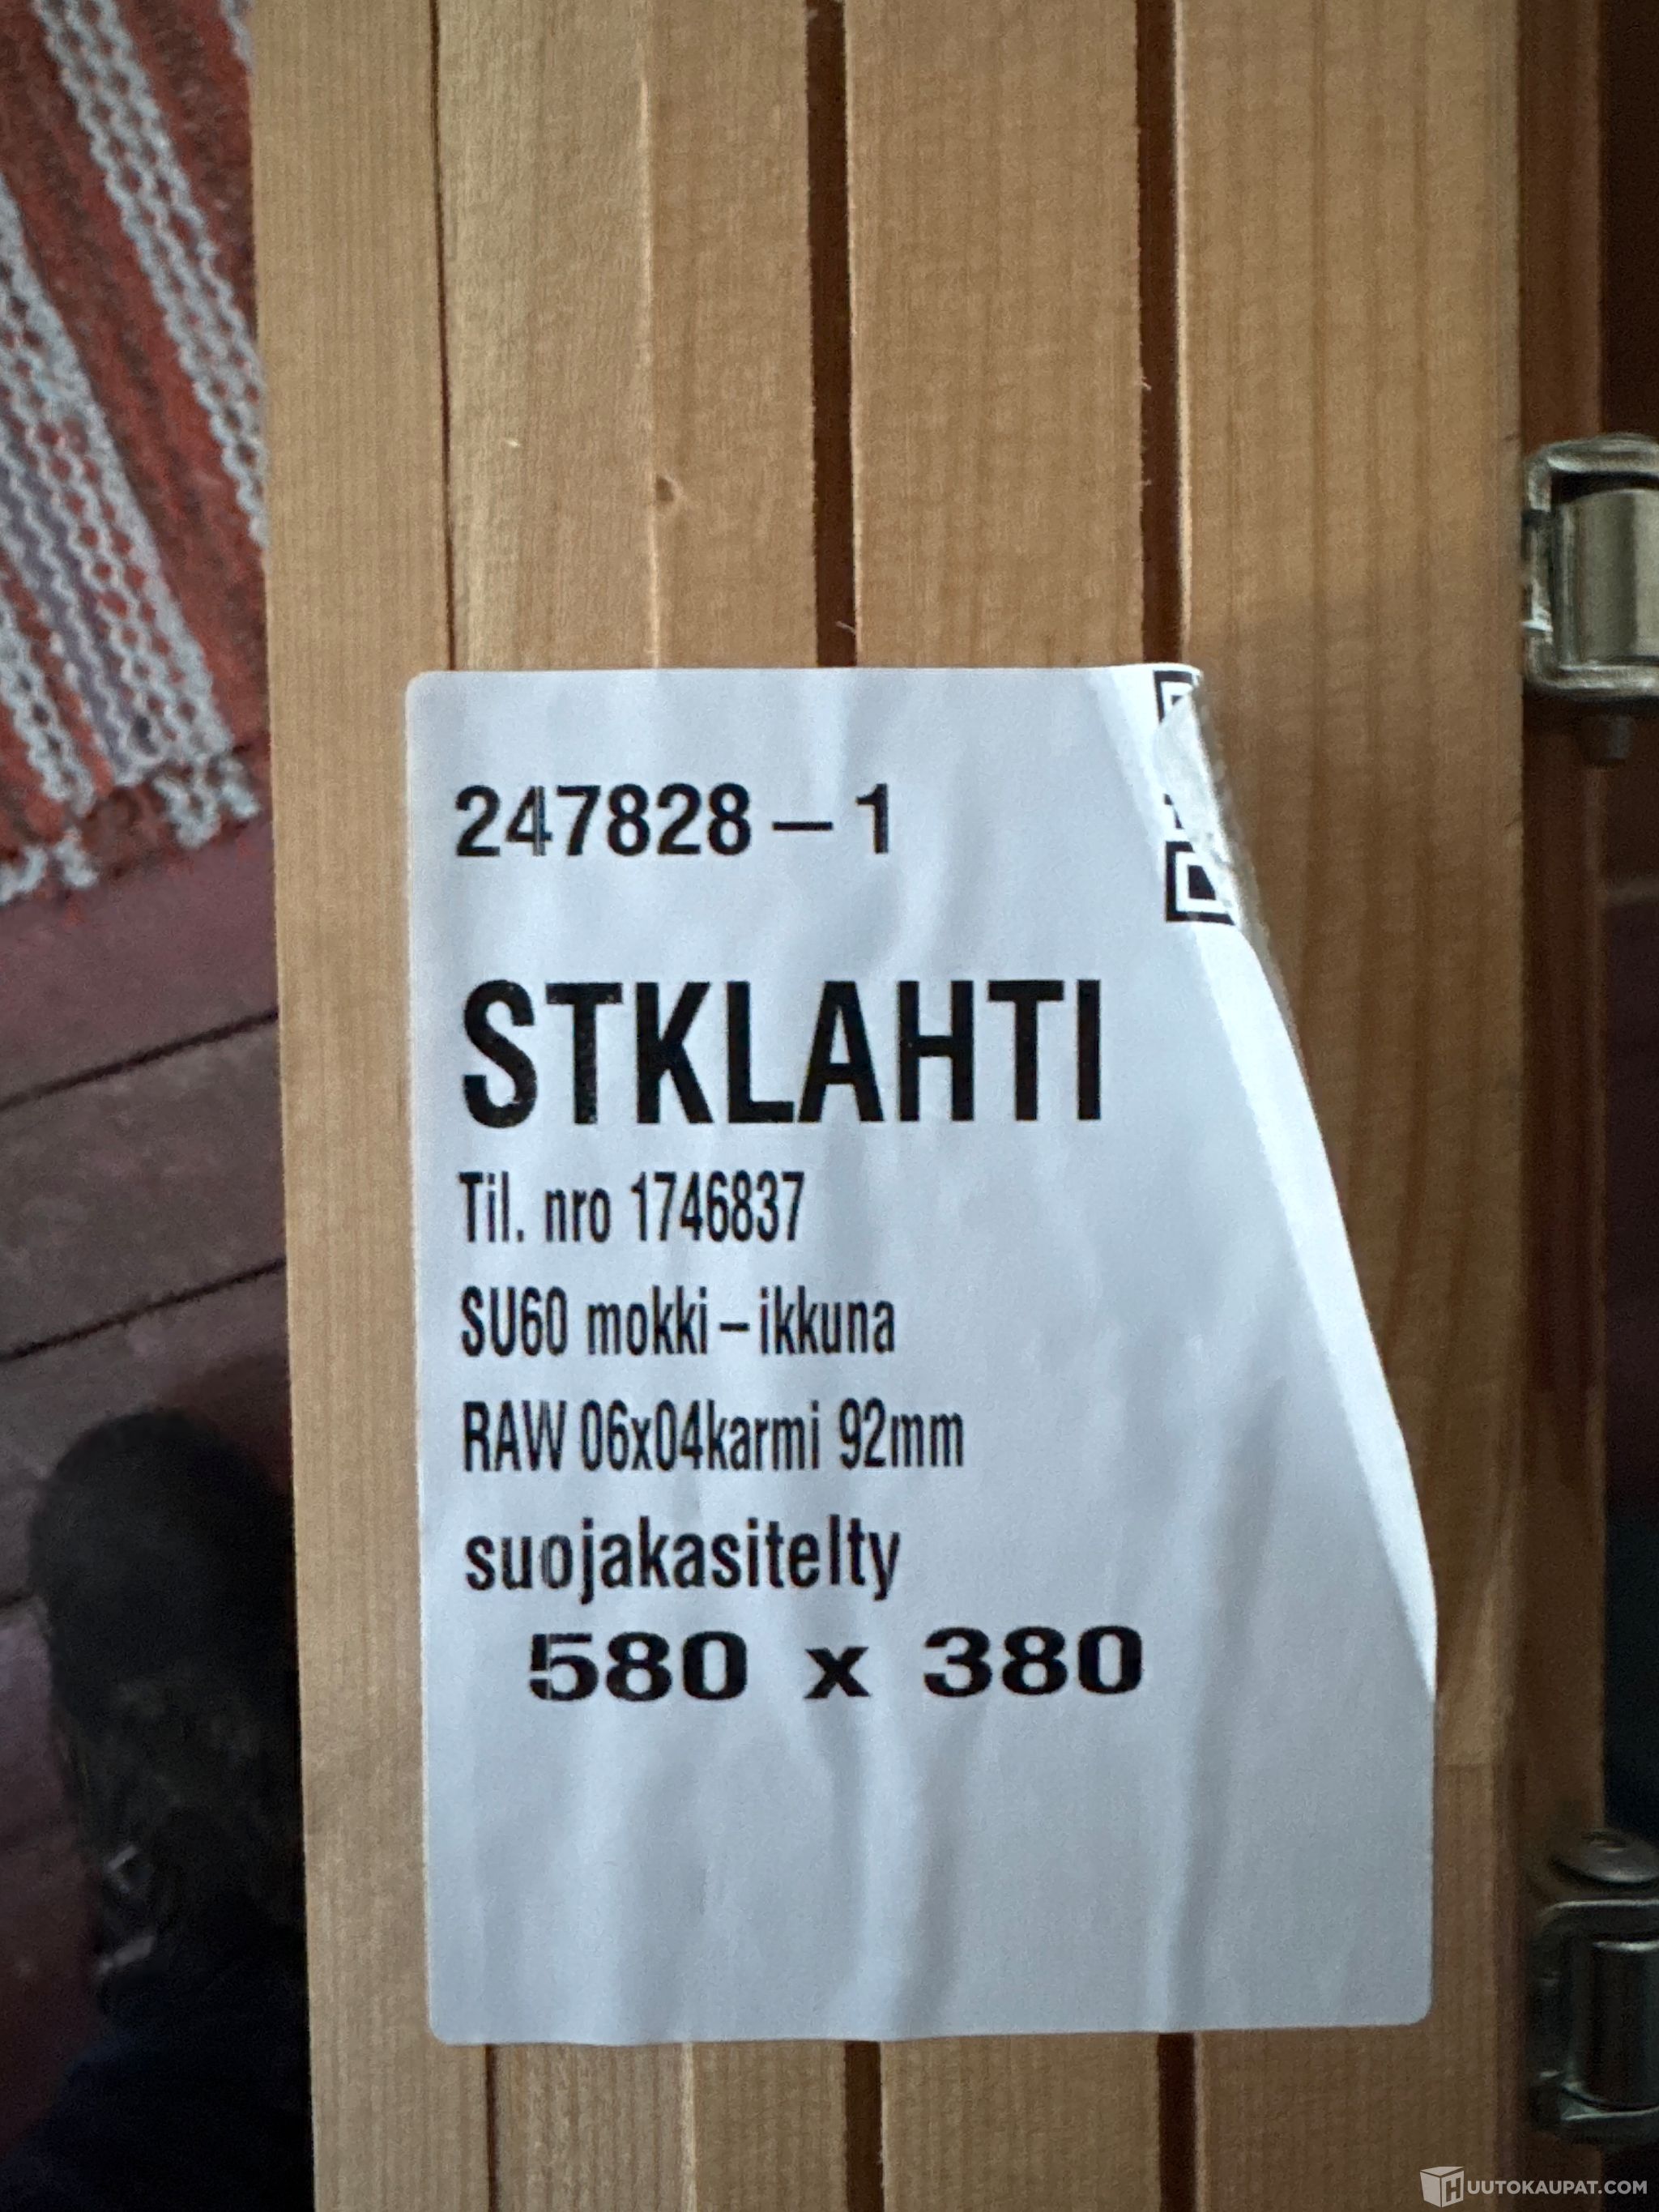 247828 – 1
STKLAHTI
Til. nro 1746837
SU60 mokki – ikkuna
RAW 06x04karmi 92mm
suojakasitelty
580 x 380
HUUTOKAUPAT.COM